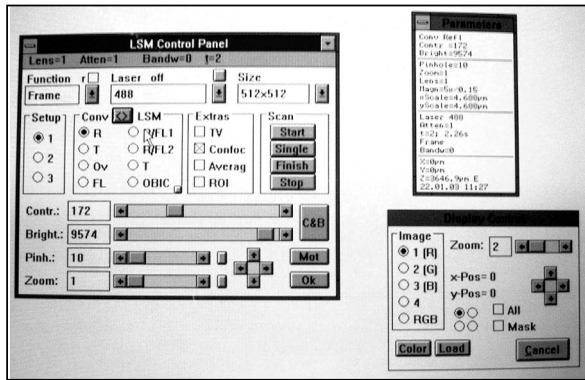 LSM Control Panel
Lens=1 Atten=1 Bandw=0 t=2
Function r Laser off Size
Frame 488 512x512
Setup Conv <> LSM Extras Scan
1 R R/FL1 TV Start
2 T R/FL2 Confoc Single
3 Ov T Averag Finish
FL OBIC ROI Stop
Contr.: 172
Bright.: 9574 C&B
Pinh.: 10 Mot
Zoom: 1 Ok
Parameters
Conv Refl
Contr =172
Bright=9574
Pinhole=10
Zoom=1
Lens=1
Magn=5x/0.15
xScale=4.688µm
yScale=4.688µm
Laser 488
Atten=1
t=2; 2.26s
Frame
Bandw=0
X=0µm
Y=0µm
Z=3646.9µm E
22.01.03 11:27
Display Control
Image
1 (R) Zoom: 2
2 (G)
3 (B) x-Pos= 0
4 y-Pos= 0
RGB All
Mask
Color Load Cancel